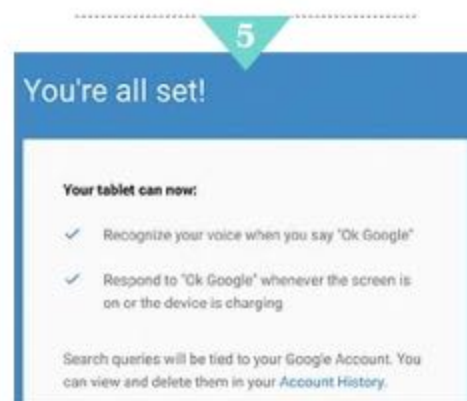 5
You're all set!
Your tablet can now:
✓ Recognize your voice when you say "Ok Google"
✓ Respond to "Ok Google" whenever the screen is
on or the device is charging
Search queries will be tied to your Google Account. You
can view and delete them in your Account History.